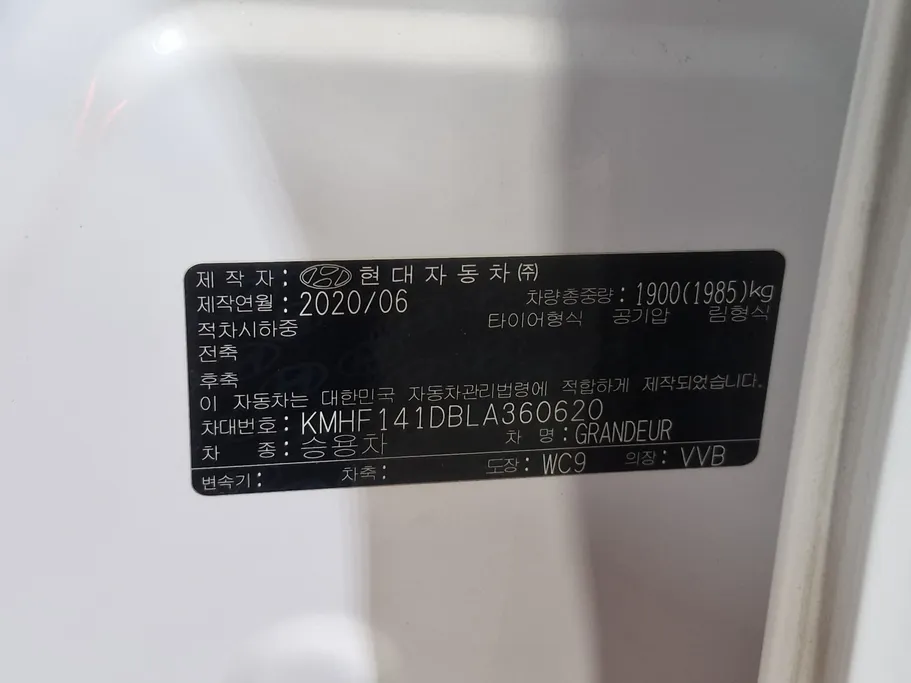 제 작 자 : 현 대 자 동 차 ㈜
제작연월 : 2020/06 차량총중량 : 1900(1985)kg
적차시하중 타이어형식 공기압 림형식
전축
후축
이 자동차는 대한민국 자동차관리법령에 적합하게 제작되었습니다.
차대번호 : KMHF141DBLA360620
차 종 : 승용차 차 명 : GRANDEUR
변속기 : 차축 : 도장 : WC9 의장 : VVB